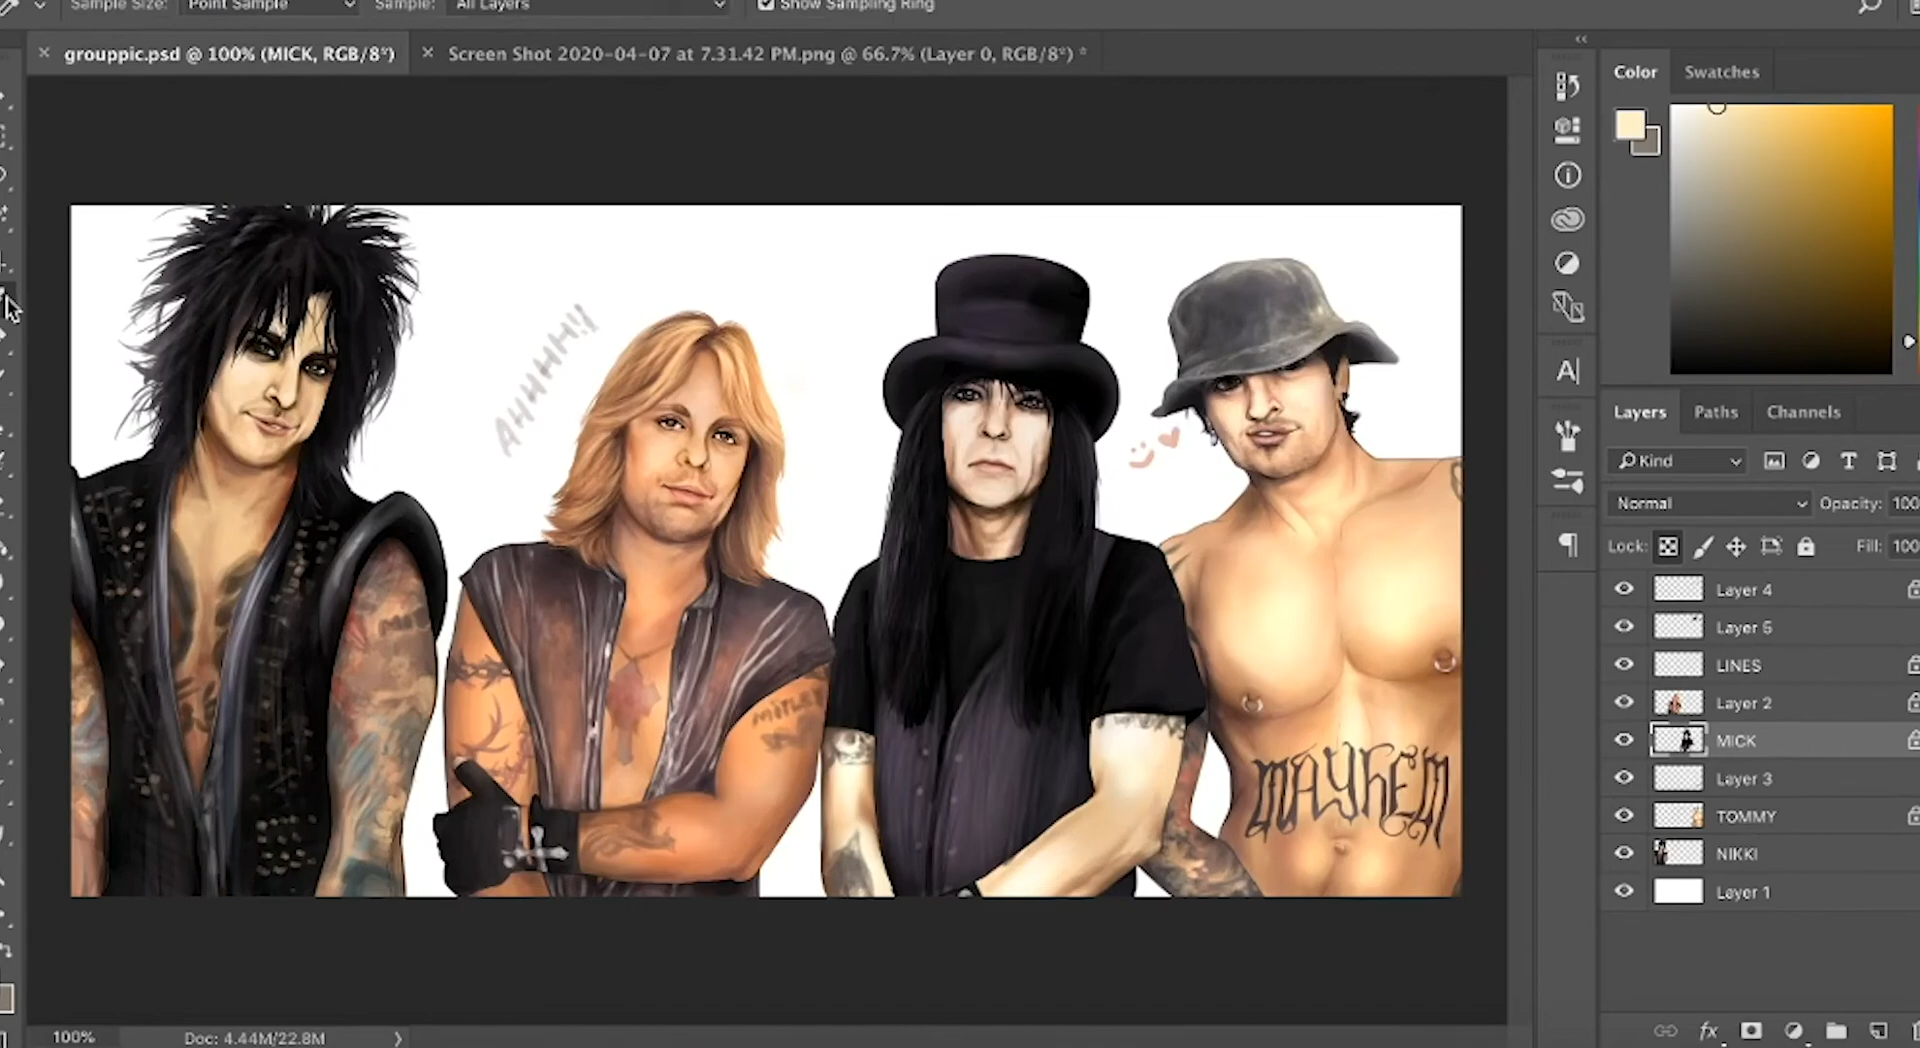 Sample Size: Point Sample Sample: All Layers Show Sampling Ring
× grouppic.psd @ 100% (MICK, RGB/8*) × Screen Shot 2020-04-07 at 7.31.42 PM.png @ 66.7% (Layer 0, RGB/8*) *
Color Swatches
AHHHH!!
MÖTLEY
MAYHEM
A|
¶
Layers Paths Channels
Kind
Normal Opacity: 100
Lock: Fill: 100
Layer 4
Layer 5
LINES
Layer 2
MICK
Layer 3
TOMMY
NIKKI
Layer 1
fx
100% Doc: 4.44M/22.8M